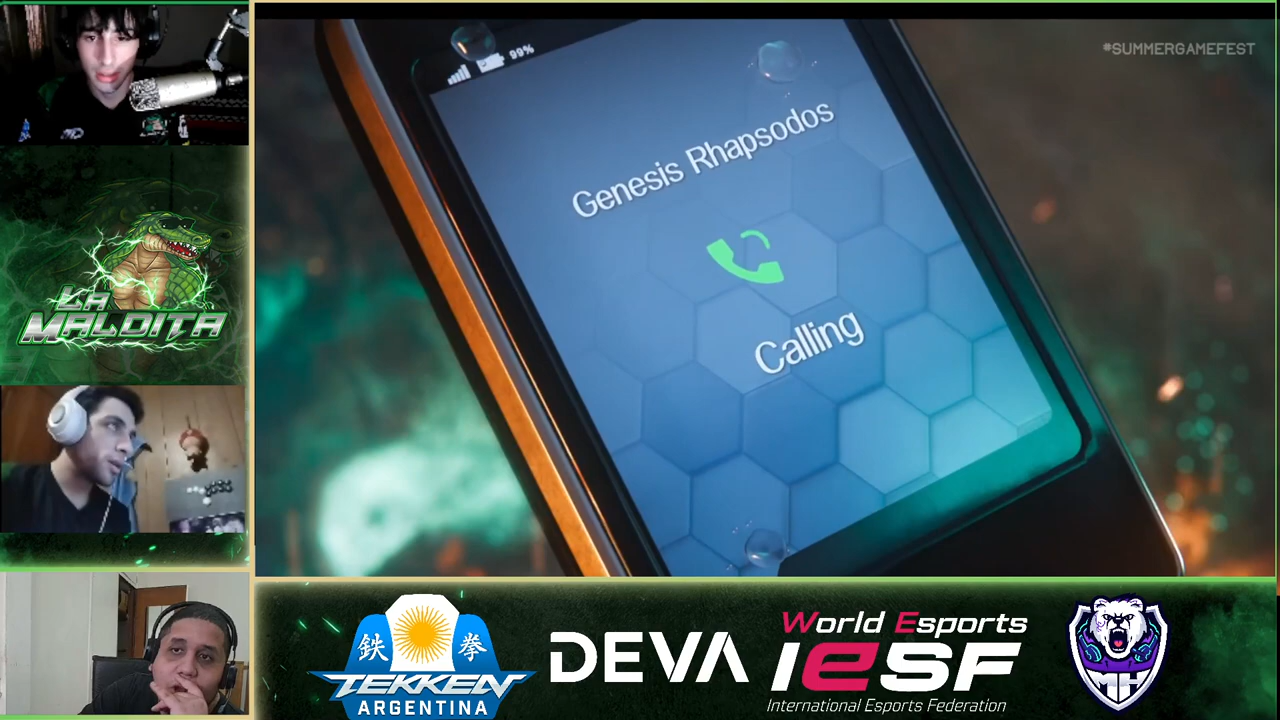 99%
#SUMMERGAMEFEST
Genesis Rhapsodos
Calling
LA
MALDITA
鉄 拳
TEKKEN
ARGENTINA
DEVA
World Esports
IESF
International Esports Federation
MH